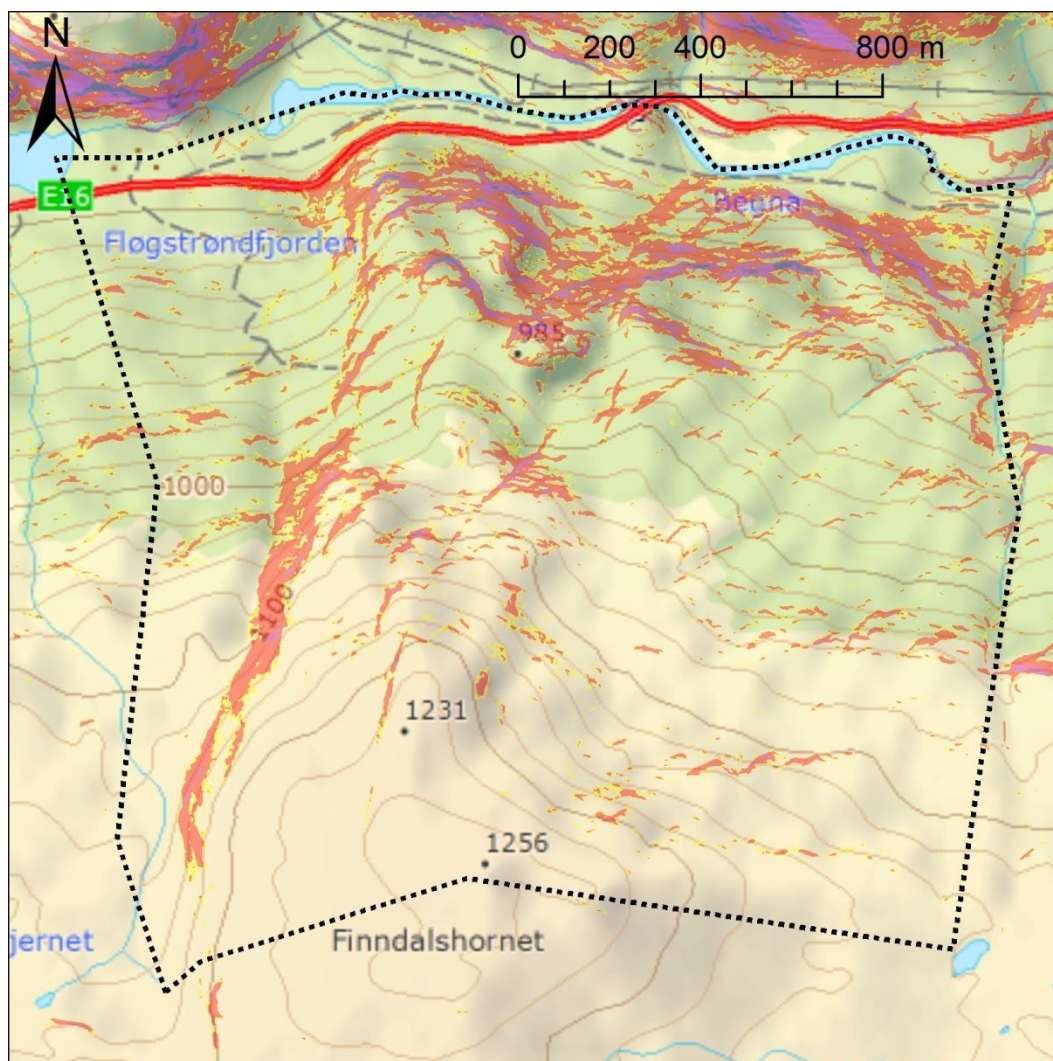 N
0 200 400 800 m
E16
Begna
Fløgstrøndfjorden
985
1000
1100
1231
1256
jernet
Finndalshornet